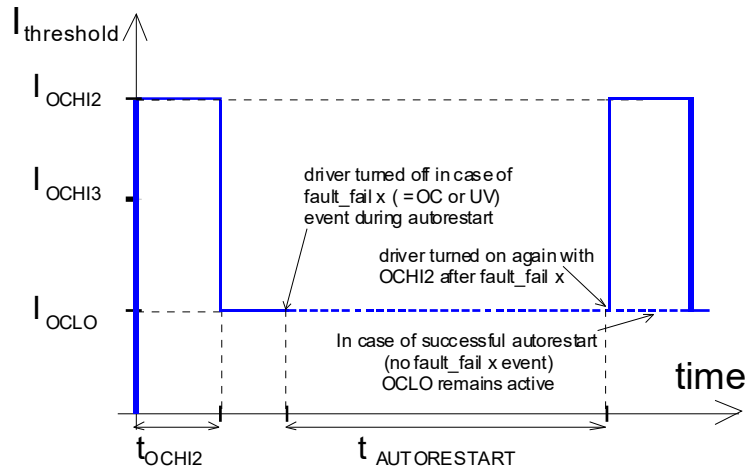 I threshold
I OCHI2
I OCHI3
driver turned off in case of
fault_fail x ( = OC or UV)
event during autorestart
driver turned on again with
OCHI2 after fault_fail x
I OCLO
In case of successful autorestart
(no fault_fail x event)
OCLO remains active
time
t OCHI2
t AUTORESTART